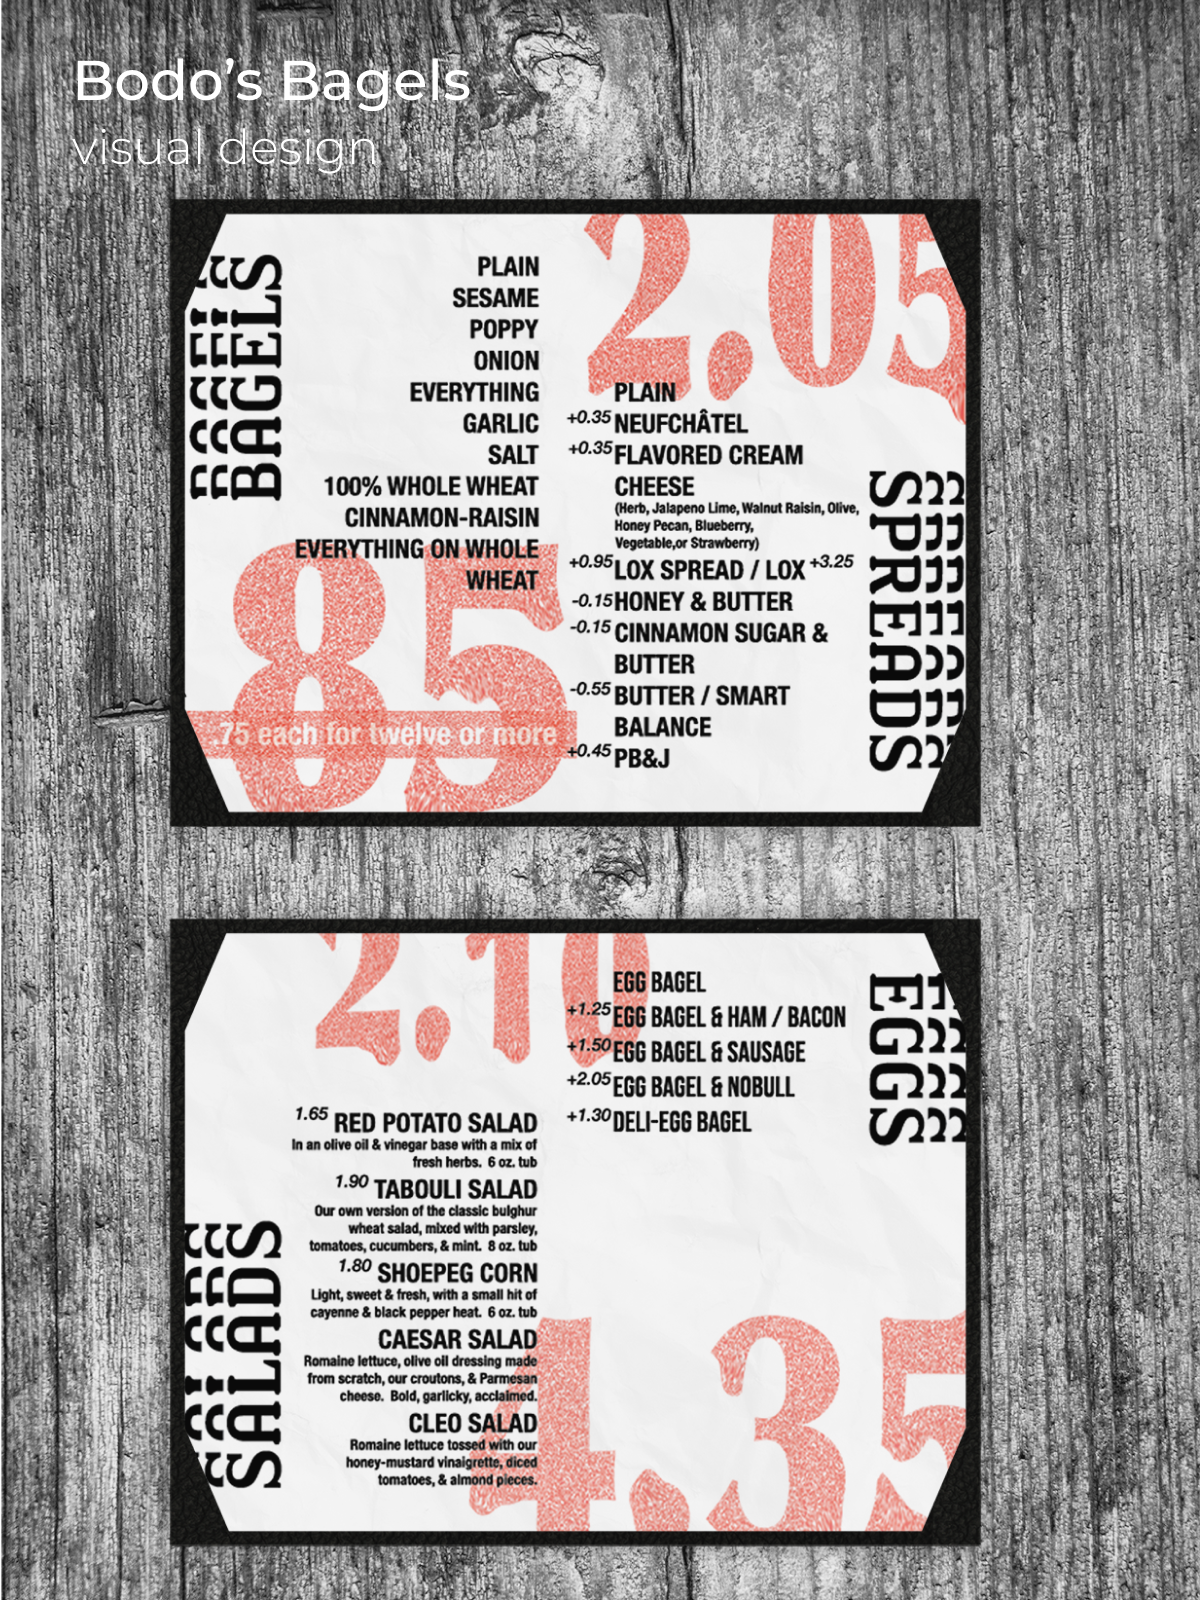 Bodo's Bagels
visual design
BAGELS
PLAIN
SESAME
POPPY
ONION
EVERYTHING
GARLIC
SALT
100% WHOLE WHEAT
CINNAMON-RAISIN
EVERYTHING ON WHOLE
WHEAT
85
.75 each for twelve or more
2.05
PLAIN
+0.35 NEUFCHÂTEL
+0.35 FLAVORED CREAM
CHEESE
(Herb, Jalapeno Lime, Walnut Raisin, Olive,
Honey Pecan, Blueberry,
Vegetable,or Strawberry)
+0.95 LOX SPREAD / LOX +3.25
-0.15 HONEY & BUTTER
-0.15 CINNAMON SUGAR &
BUTTER
-0.55 BUTTER / SMART
BALANCE
+0.45 PB&J
SPREADS
2.10
EGG BAGEL
+1.25 EGG BAGEL & HAM / BACON
+1.50 EGG BAGEL & SAUSAGE
+2.05 EGG BAGEL & NOBULL
+1.30 DELI-EGG BAGEL
EGGS
SALADS
1.65 RED POTATO SALAD
In an olive oil & vinegar base with a mix of
fresh herbs. 6 oz. tub
1.90 TABOULI SALAD
Our own version of the classic bulghur
wheat salad, mixed with parsley,
tomatoes, cucumbers, & mint. 8 oz. tub
1.80 SHOEPEG CORN
Light, sweet & fresh, with a small hit of
cayenne & black pepper heat. 6 oz. tub
CAESAR SALAD
Romaine lettuce, olive oil dressing made
from scratch, our croutons, & Parmesan
cheese. Bold, garlicky, acclaimed.
CLEO SALAD
Romaine lettuce tossed with our
honey-mustard vinaigrette, diced
tomatoes, & almond pieces.
4.35